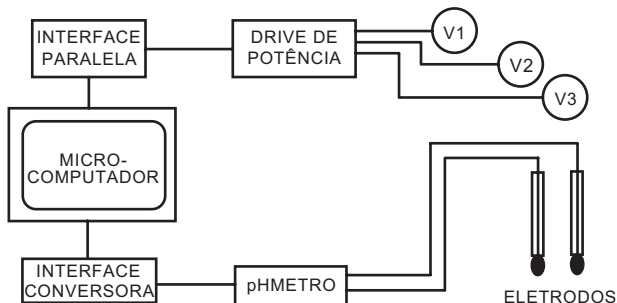 INTERFACE
PARALELA
DRIVE DE
POTÊNCIA
V1
V2
V3
MICRO-
COMPUTADOR
INTERFACE
CONVERSORA
pHMETRO
ELETRODOS